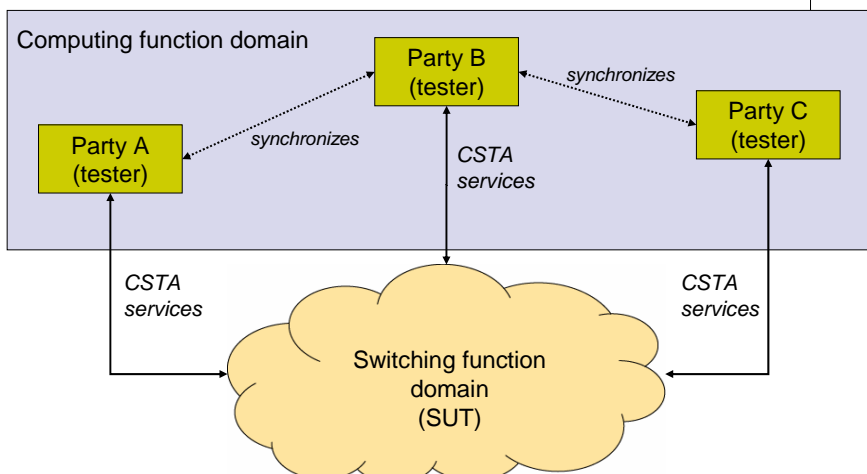 Computing function domain
Party B
(tester)
synchronizes
Party C
(tester)
synchronizes
Party A
(tester)
CSTA
services
CSTA
services
CSTA
services
Switching function
domain
(SUT)